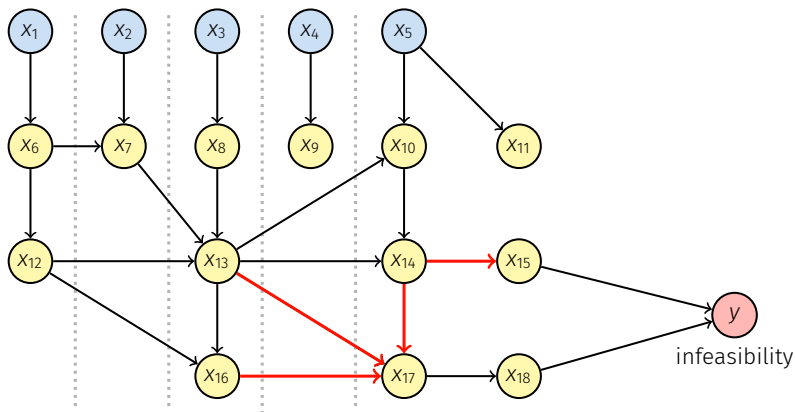 x1 x2 x3 x4 x5
x6 x7 x8 x9 x10 x11
x12 x13 x14 x15
y
infeasibility
x16 x17 x18